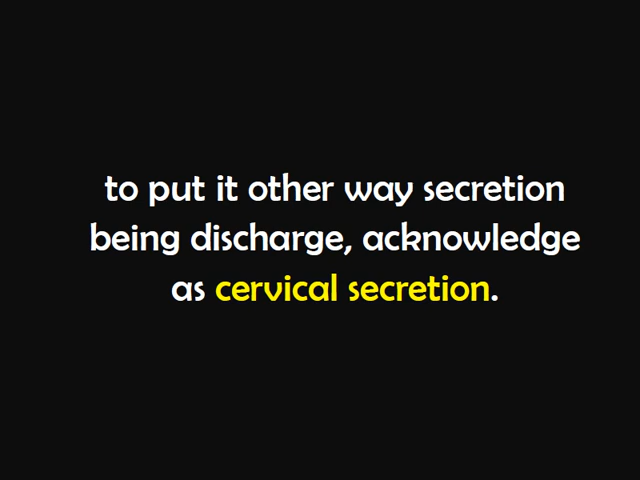 to put it other way secretion
being discharge, acknowledge
as cervical secretion.